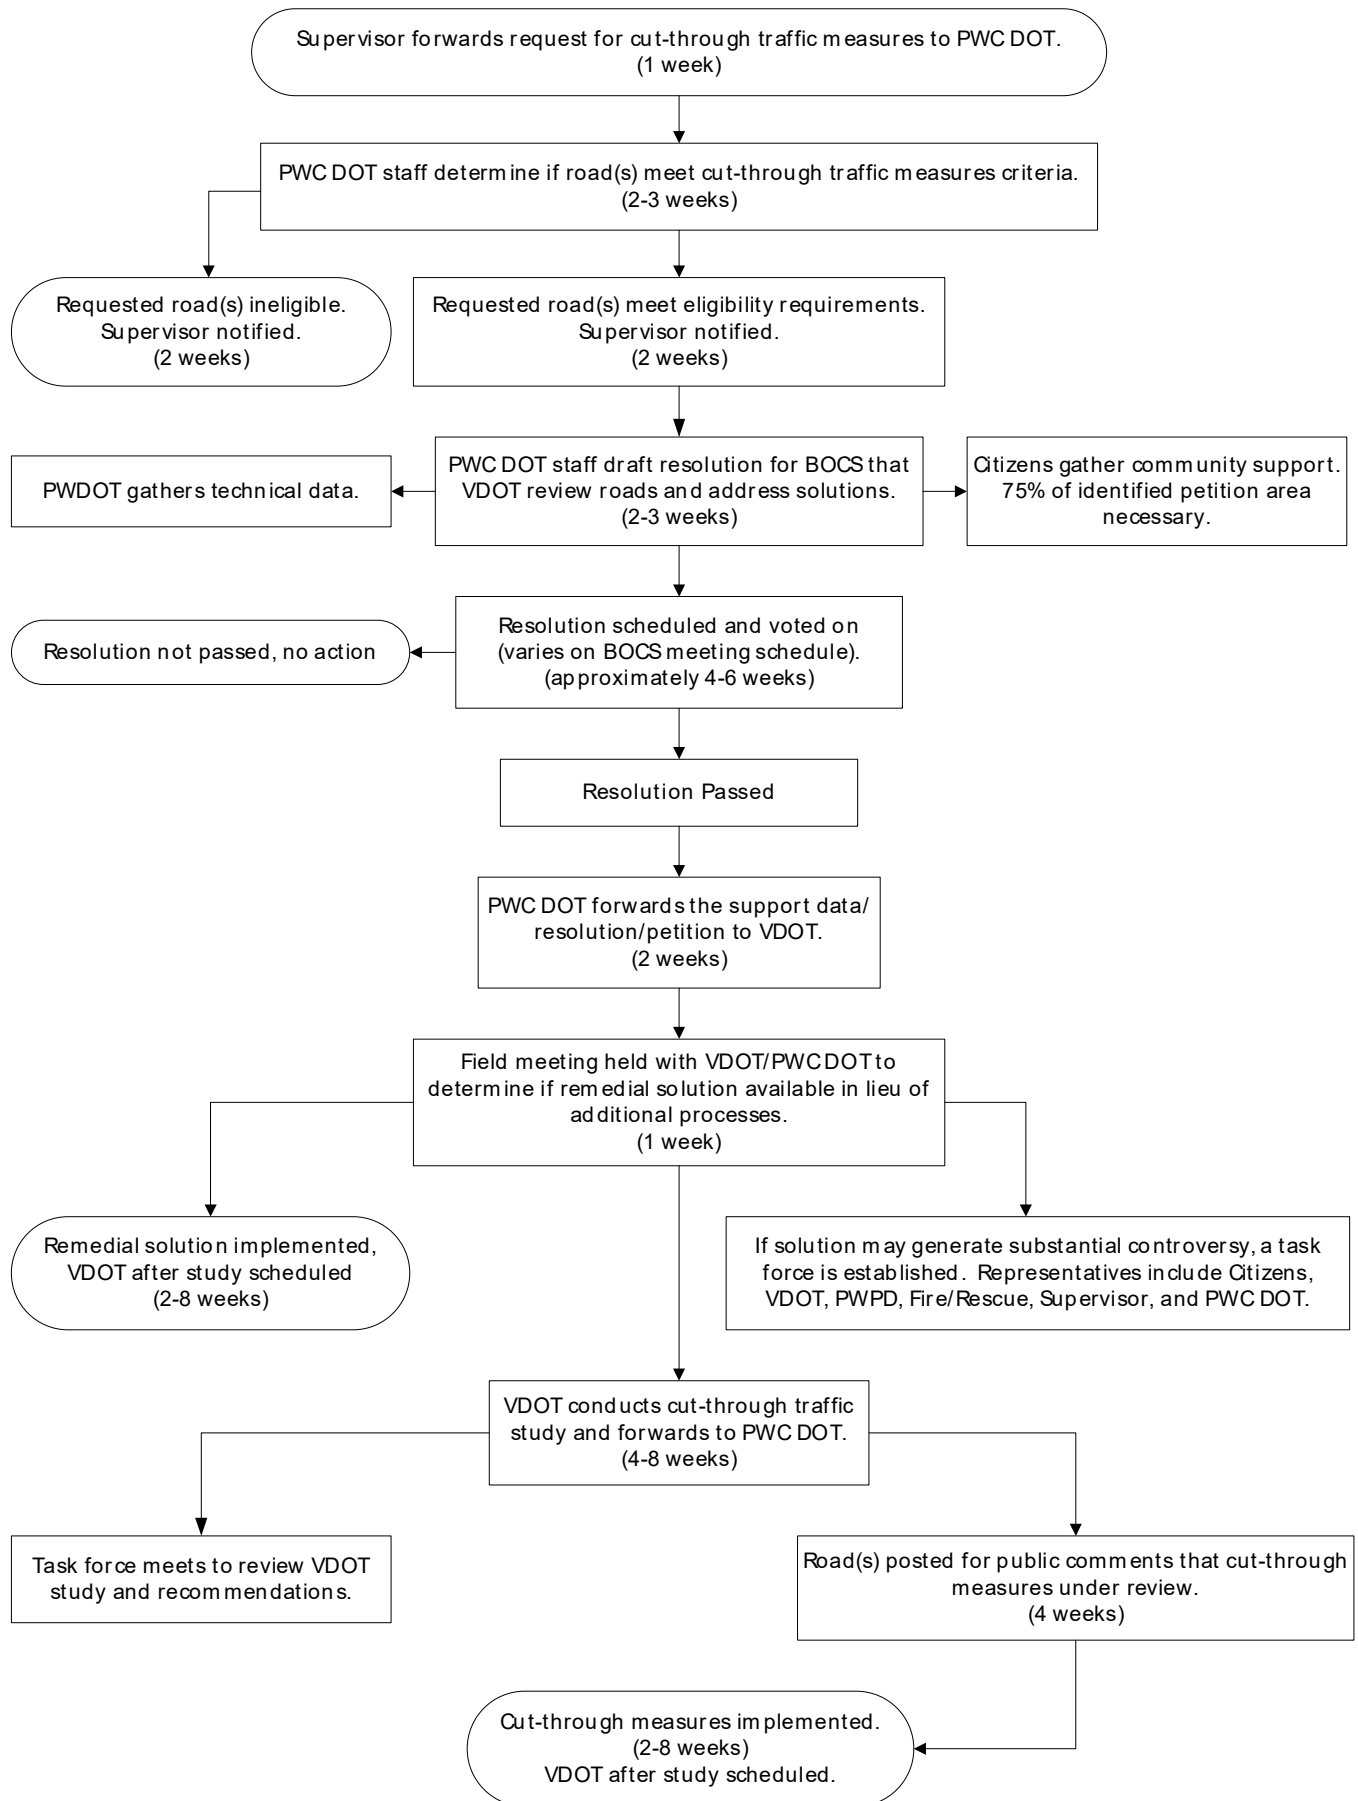 Supervisor forwards request for cut-through traffic measures to PWC DOT.
(1 week)
PWC DOT staff determine if road(s) meet cut-through traffic measures criteria.
(2-3 weeks)
Requested road(s) ineligible.
Supervisor notified.
(2 weeks)
Requested road(s) meet eligibility requirements.
Supervisor notified.
(2 weeks)
PWDOT gathers technical data.
PWC DOT staff draft resolution for BOCS that
VDOT review roads and address solutions.
(2-3 weeks)
Citizens gather community support.
75% of identified petition area
necessary.
Resolution not passed, no action
Resolution scheduled and voted on
(varies on BOCS meeting schedule).
(approximately 4-6 weeks)
Resolution Passed
PWC DOT forwards the support data/
resolution/petition to VDOT.
(2 weeks)
Field meeting held with VDOT/PWC DOT to
determine if remedial solution available in lieu of
additional processes.
(1 week)
Remedial solution implemented,
VDOT after study scheduled
(2-8 weeks)
If solution may generate substantial controversy, a task
force is established.  Representatives include Citizens,
VDOT, PWPD, Fire/Rescue, Supervisor, and PWC DOT.
VDOT conducts cut-through traffic
study and forwards to PWC DOT.
(4-8 weeks)
Task force meets to review VDOT
study and recommendations.
Road(s) posted for public comments that cut-through
measures under review.
(4 weeks)
Cut-through measures implemented.
(2-8 weeks)
VDOT after study scheduled.